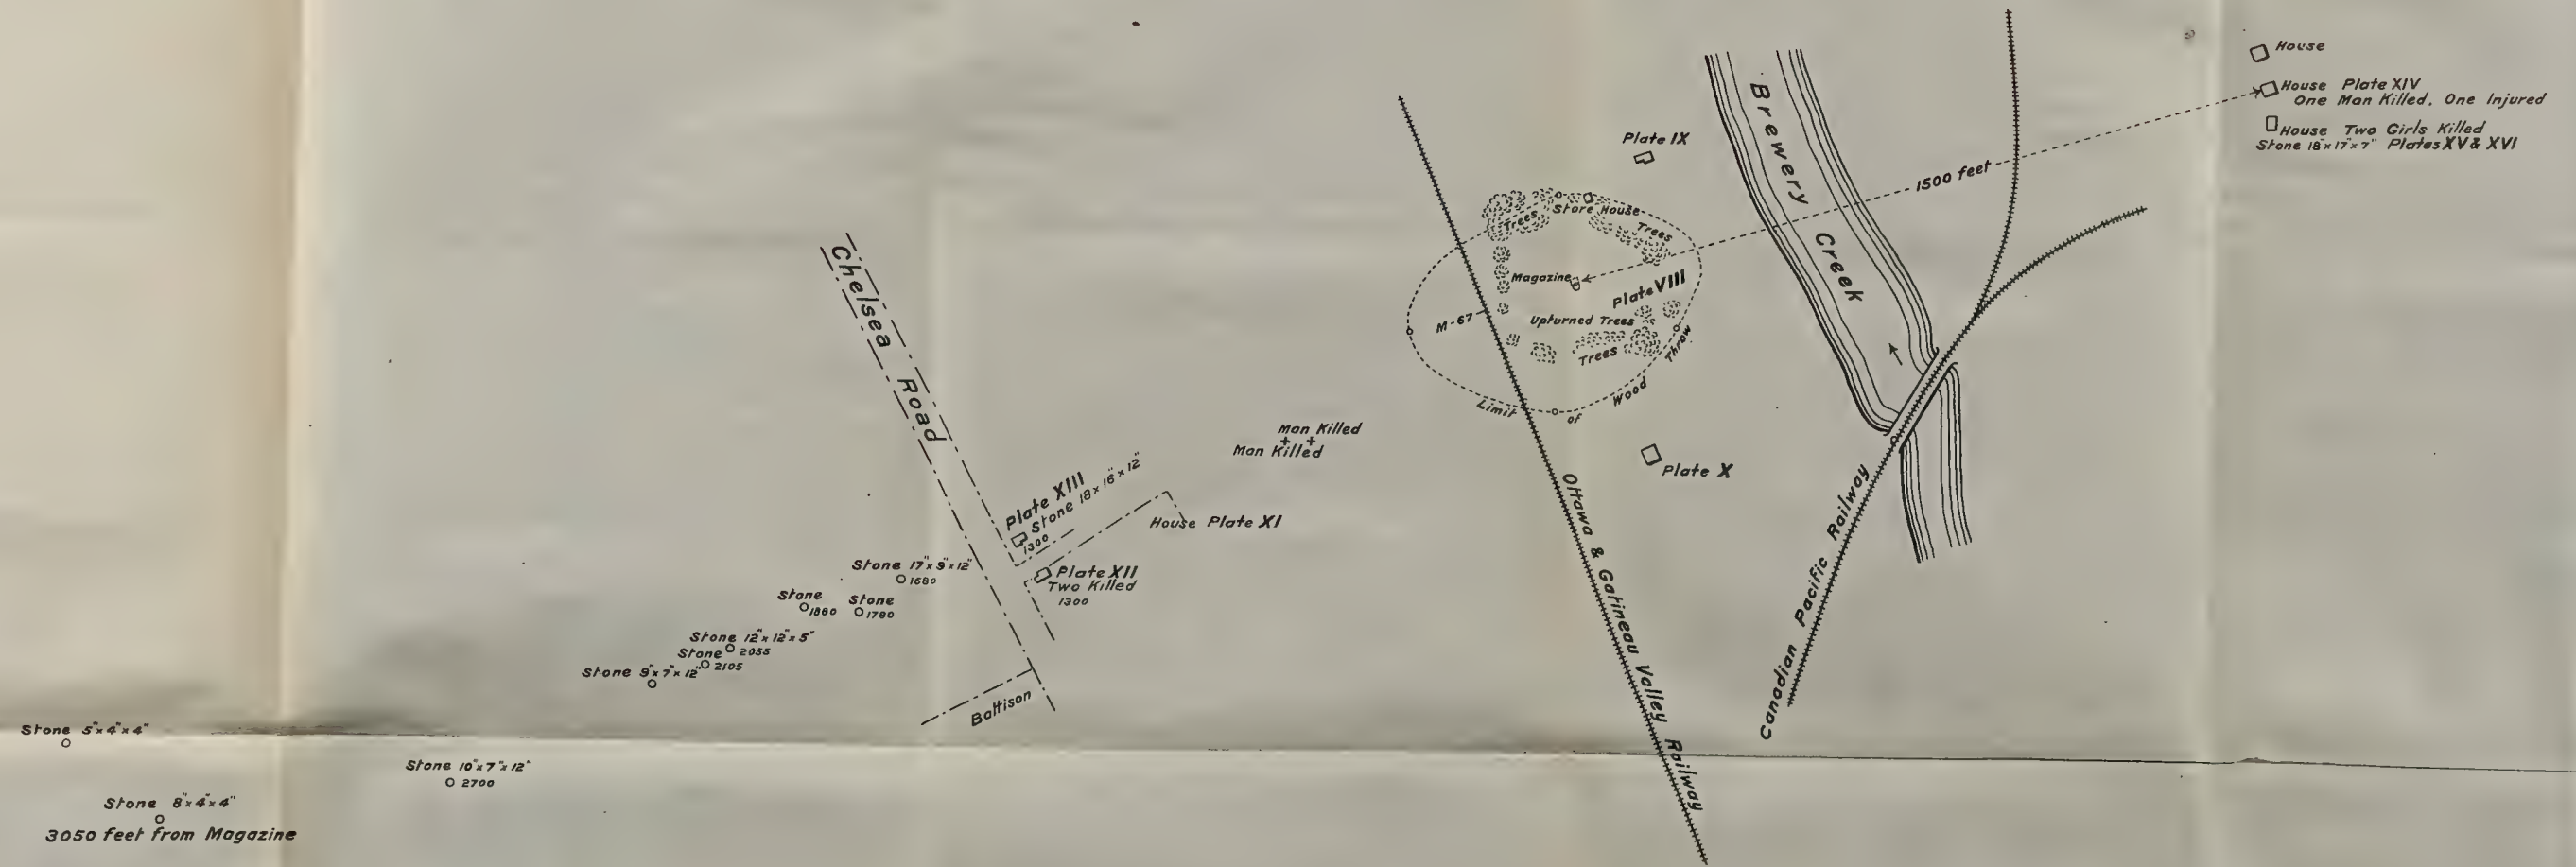 House
House Plate XIV
One Man Killed. One Injured
House Two Girls Killed
Stone 18"x17"x7" Plates XV & XVI
1500 feet
Brewery Creek
Plate IX
Store House
Trees
Trees
Magazine
Plate VIII
M-67
Upturned Trees
Trees
Limit of Wood Throw
Plate X
Ottawa & Gatineau Valley Railway
Canadian Pacific Railway
Chelsea Road
Man Killed
Man Killed
Plate XIII
Stone 18"x16"x12"
1300
House Plate XI
Plate XII
Two Killed
1300
Battison
Stone 17"x9"x12"
1680
Stone
1880
Stone
1780
Stone 12"x12"x5"
2055
Stone
2105
Stone 9"x7"x12"
Stone 5"x4"x4"
Stone 10"x7"x12"
2700
Stone 8"x4"x4"
3050 feet from Magazine